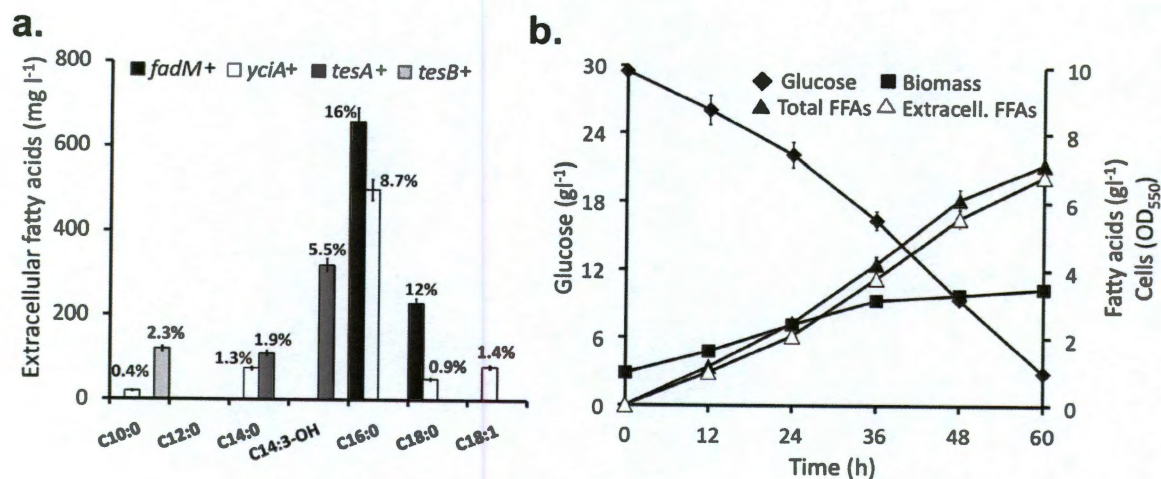 a.
Extracellular fatty acids (mg l-1)
800
600
400
200
0
fadM+ yciA+ tesA+ tesB+
0.4%
2.3%
1.3%
1.9%
5.5%
16%
8.7%
12%
0.9%
1.4%
C10:0 C12:0 C14:0 C14:3-OH C16:0 C18:0 C18:1
b.
Glucose (gl-1)
30
24
18
12
6
0
Glucose Biomass
Total FFAs Extracell. FFAs
10
8
6
4
2
0
Fatty acids (gl-1)
Cells (OD550)
0 12 24 36 48 60
Time (h)